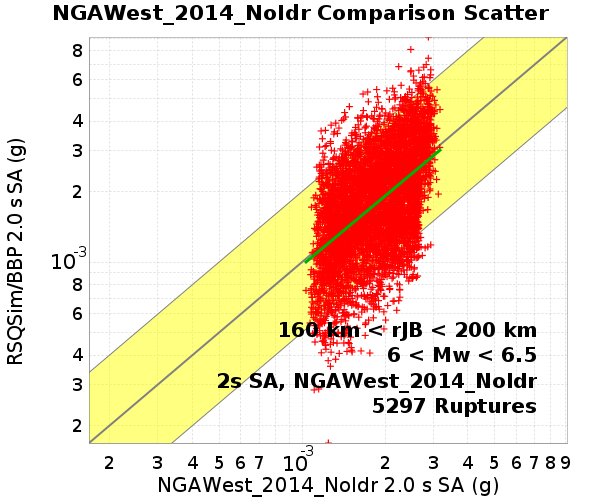 NGAWest_2014_NoIdr Comparison Scatter
RSQSim/BBP 2.0 s SA (g)
8
6
4
3
2
10-3
8
6
4
3
2
160 km < rJB < 200 km
6 < Mw < 6.5
2s SA, NGAWest_2014_NoIdr
5297 Ruptures
2 3 4 5 6 7 10-3 2 3 4 5 6 7 8 9
NGAWest_2014_NoIdr 2.0 s SA (g)